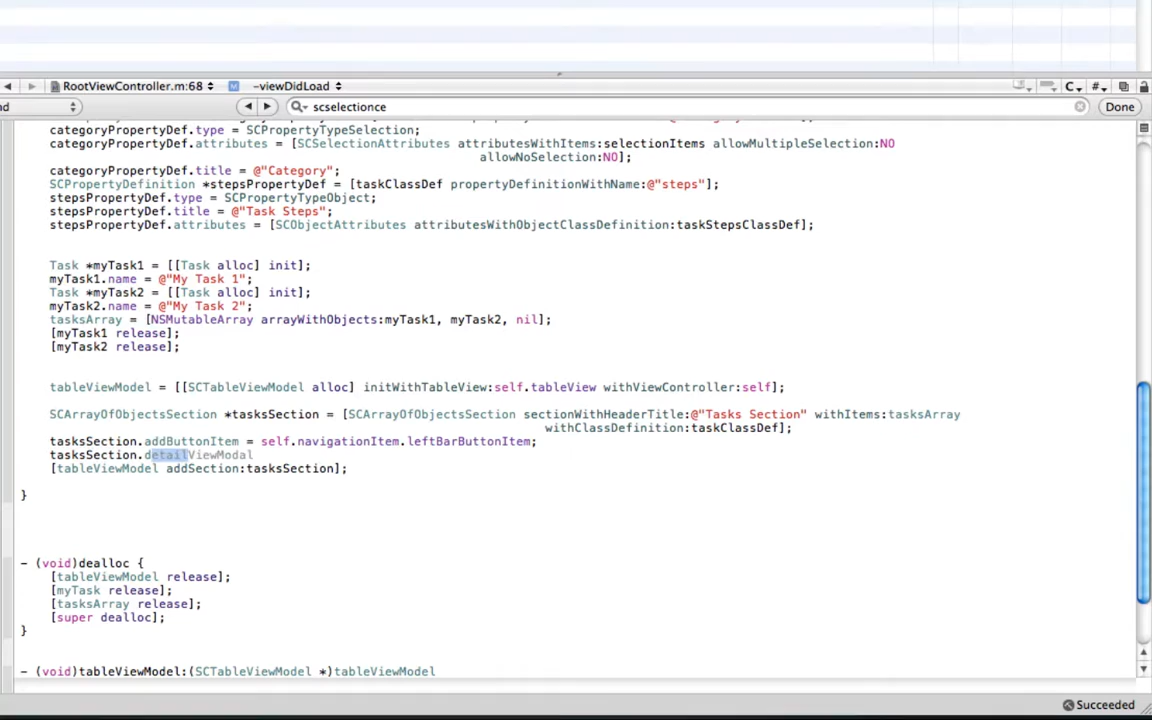 RootViewController.m:68 M -viewDidLoad C #
scselectionce Done
categoryPropertyDef.type = SCPropertyTypeSelection;
categoryPropertyDef.attributes = [SCSelectionAttributes attributesWithItems:selectionItems allowMultipleSelection:NO
allowNoSelection:NO];
categoryPropertyDef.title = @"Category";
SCPropertyDefinition *stepsPropertyDef = [taskClassDef propertyDefinitionWithName:@"steps"];
stepsPropertyDef.type = SCPropertyTypeObject;
stepsPropertyDef.title = @"Task Steps";
stepsPropertyDef.attributes = [SCObjectAttributes attributesWithObjectClassDefinition:taskStepsClassDef];
Task *myTask1 = [[Task alloc] init];
myTask1.name = @"My Task 1";
Task *myTask2 = [[Task alloc] init];
myTask2.name = @"My Task 2";
tasksArray = [NSMutableArray arrayWithObjects:myTask1, myTask2, nil];
[myTask1 release];
[myTask2 release];
tableViewModel = [[SCTableViewModel alloc] initWithTableView:self.tableView withViewController:self];
SCArrayOfObjectsSection *tasksSection = [SCArrayOfObjectsSection sectionWithHeaderTitle:@"Tasks Section" withItems:tasksArray
withClassDefinition:taskClassDef];
tasksSection.addButtonItem = self.navigationItem.leftBarButtonItem;
tasksSection.detailViewModal
[tableViewModel addSection:tasksSection];
}
- (void)dealloc {
[tableViewModel release];
[myTask release];
[tasksArray release];
[super dealloc];
}
- (void)tableViewModel:(SCTableViewModel *)tableViewModel
Succeeded